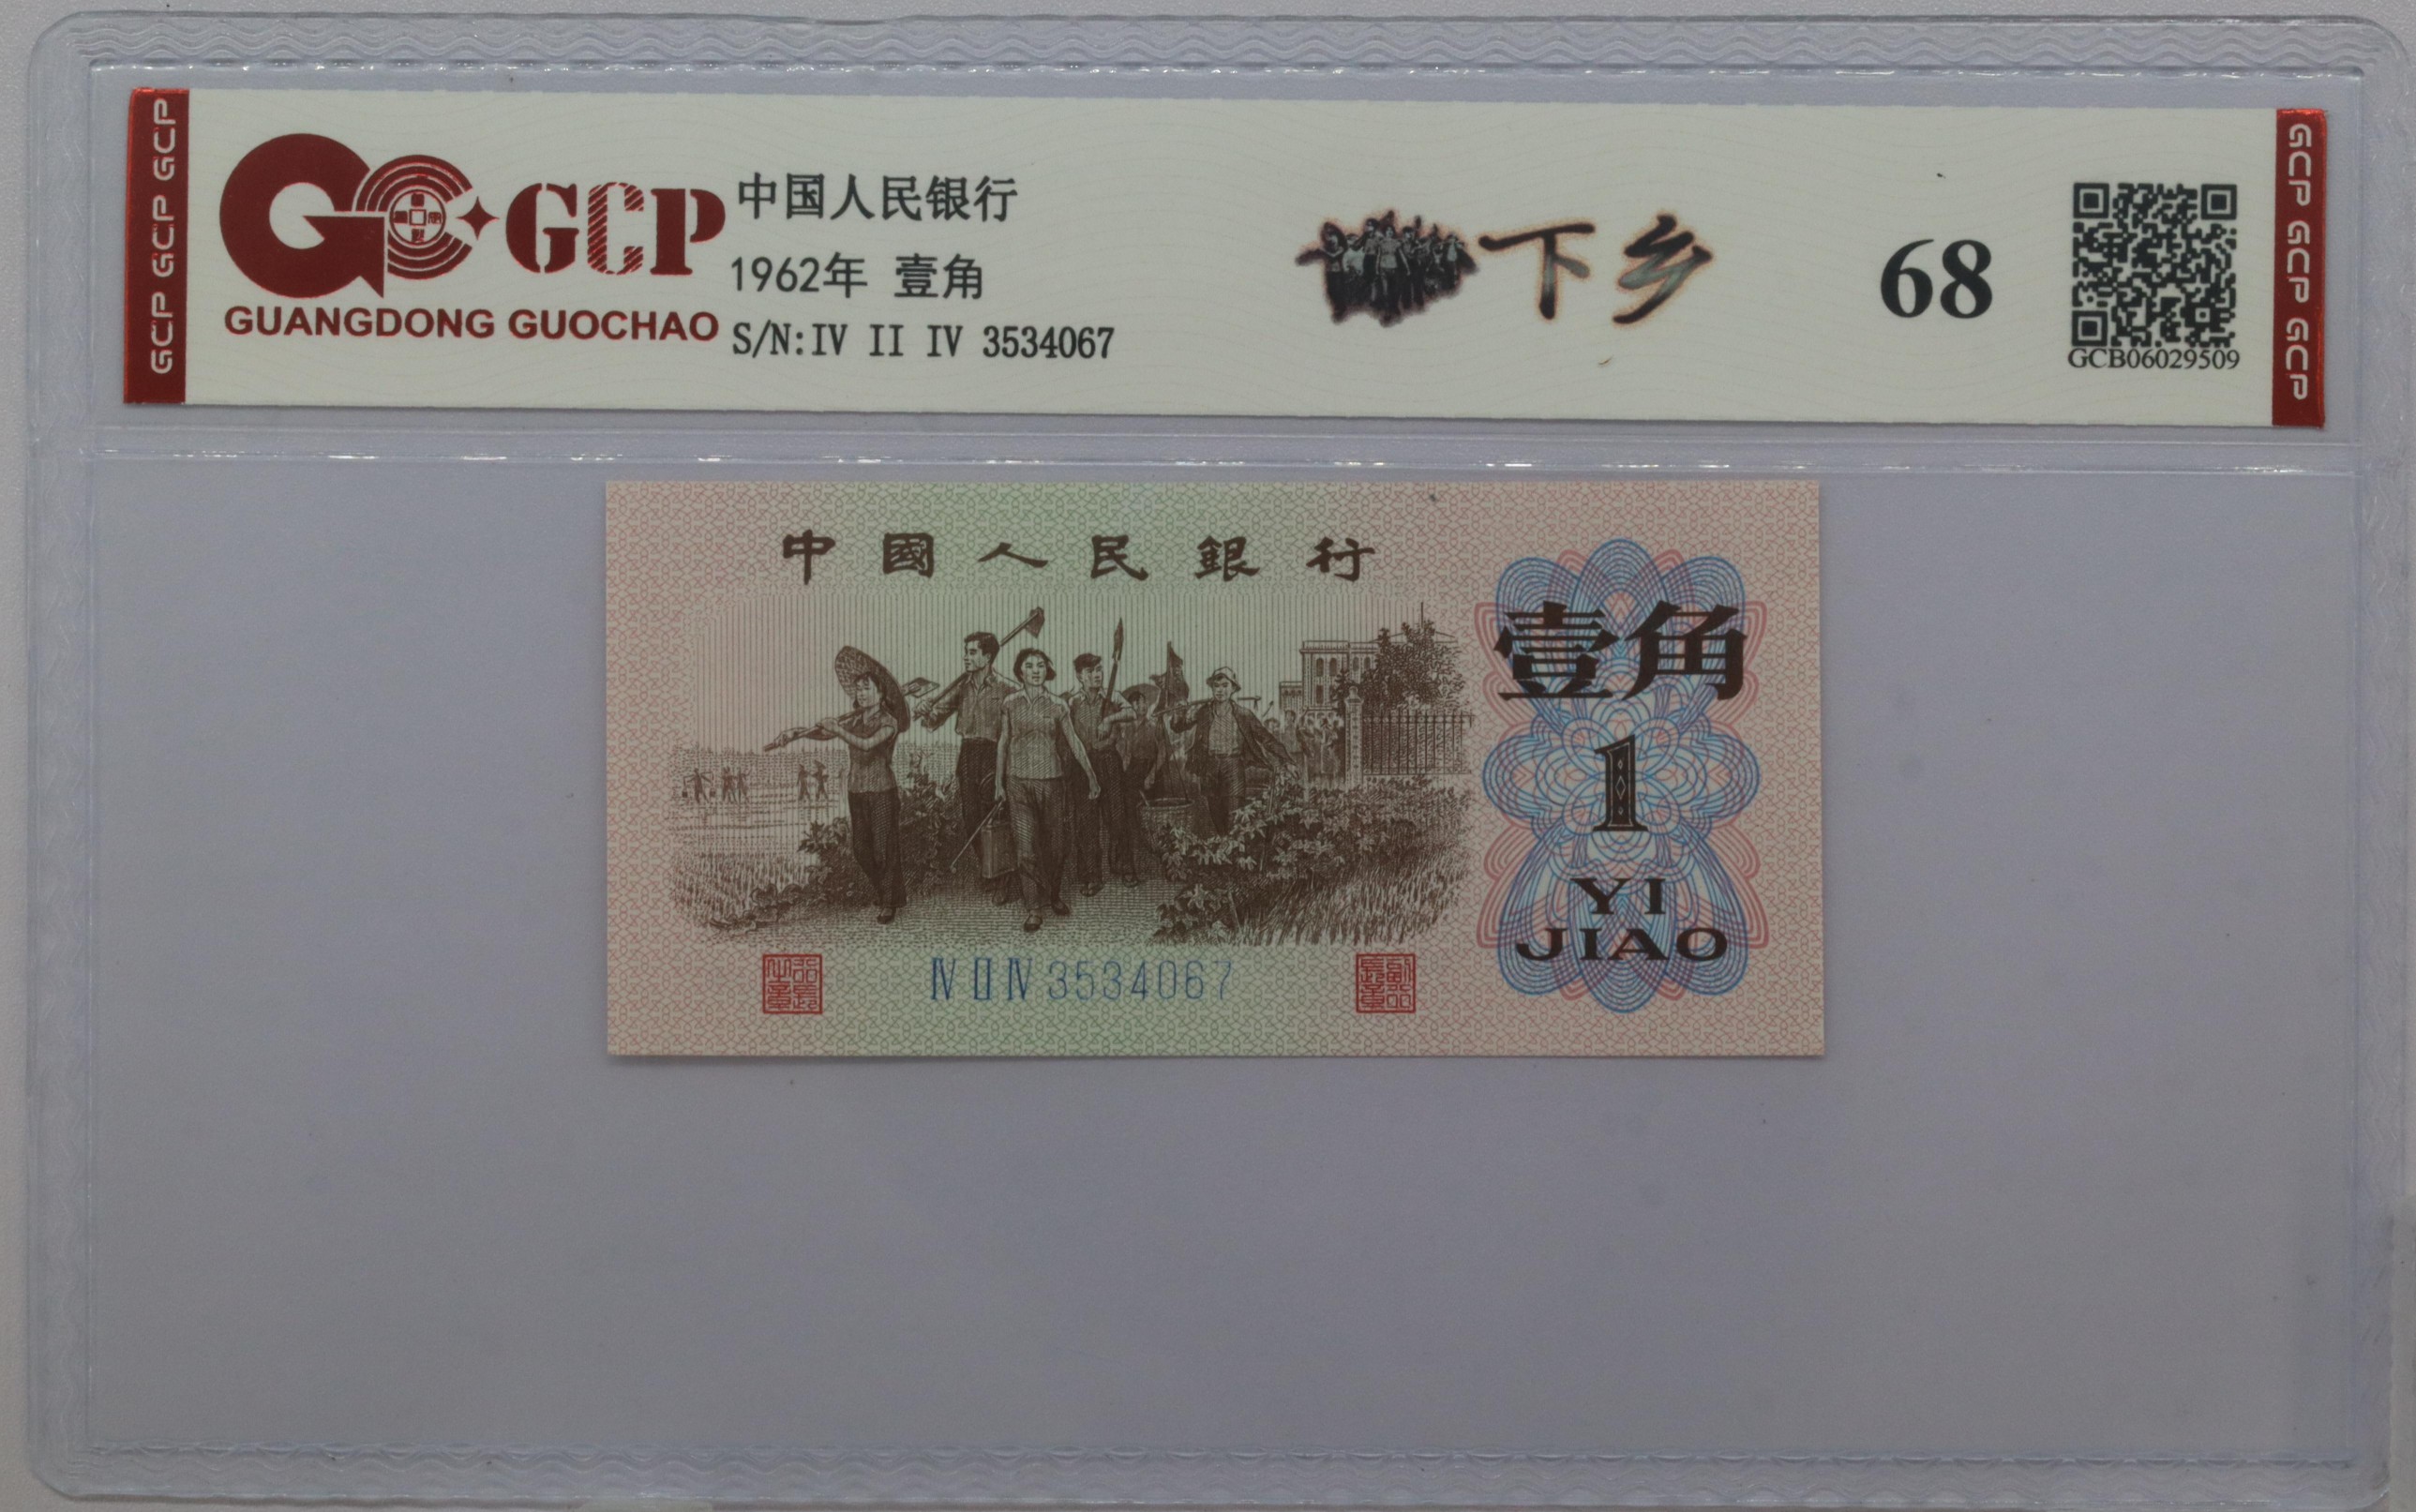 GCP GCP GCP
GCP
GUANGDONG GUOCHAO
中国人民银行
1962年 壹角
S/N:IV II IV 3534067
下乡
68
GCB06029509
GCP GCP GCP
中國人民銀行
壹角
1
YI
JIAO
IV II IV 3534067